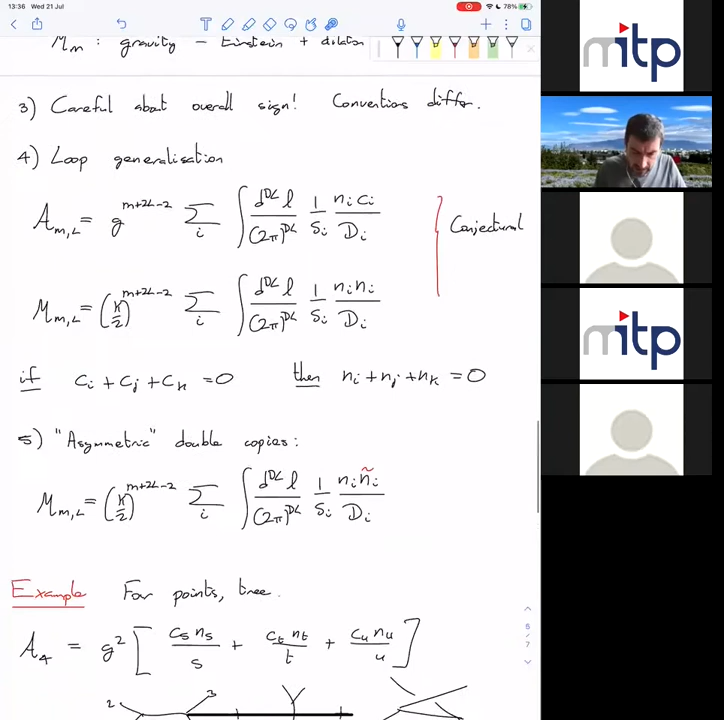 13:36 Wed 21 Jul
78%
M_m : gravity – Einstein + dilaton
3) Careful about overall sign! Conventions differ.
4) Loop generalisation
A_{m,L} = g^{m+2L-2} Σ_i ∫ d^{DL}l/(2π)^{DL} 1/S_i n_i c_i/D_i
M_{m,L} = (κ/2)^{m+2L-2} Σ_i ∫ d^{DL}l/(2π)^{DL} 1/S_i n_i n_i/D_i
Conjectural
if c_i + c_j + c_k = 0 then n_i + n_j + n_k = 0
5) "Asymmetric" double copies:
M_{m,L} = (κ/2)^{m+2L-2} Σ_i ∫ d^{DL}l/(2π)^{DL} 1/S_i n_i ñ_i/D_i
Example Four points, tree.
A_4 = g^2 [ c_s n_s/s + c_t n_t/t + c_u n_u/u ]
2 3
5
7
mitp
mitp